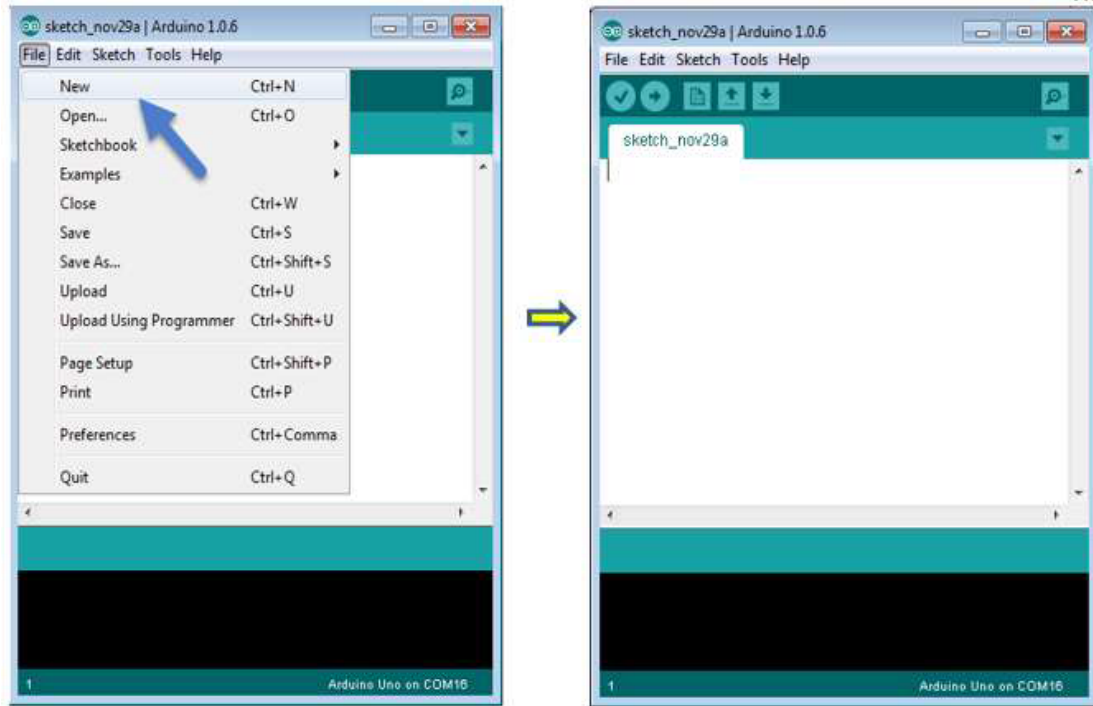 sketch_nov29a | Arduino 1.0.6
File Edit Sketch Tools Help
New Ctrl+N
Open... Ctrl+O
Sketchbook
Examples
Close Ctrl+W
Save Ctrl+S
Save As... Ctrl+Shift+S
Upload Ctrl+U
Upload Using Programmer Ctrl+Shift+U
Page Setup Ctrl+Shift+P
Print Ctrl+P
Preferences Ctrl+Comma
Quit Ctrl+Q
1 Arduino Uno on COM16
sketch_nov29a | Arduino 1.0.6
File Edit Sketch Tools Help
sketch_nov29a
1 Arduino Uno on COM16